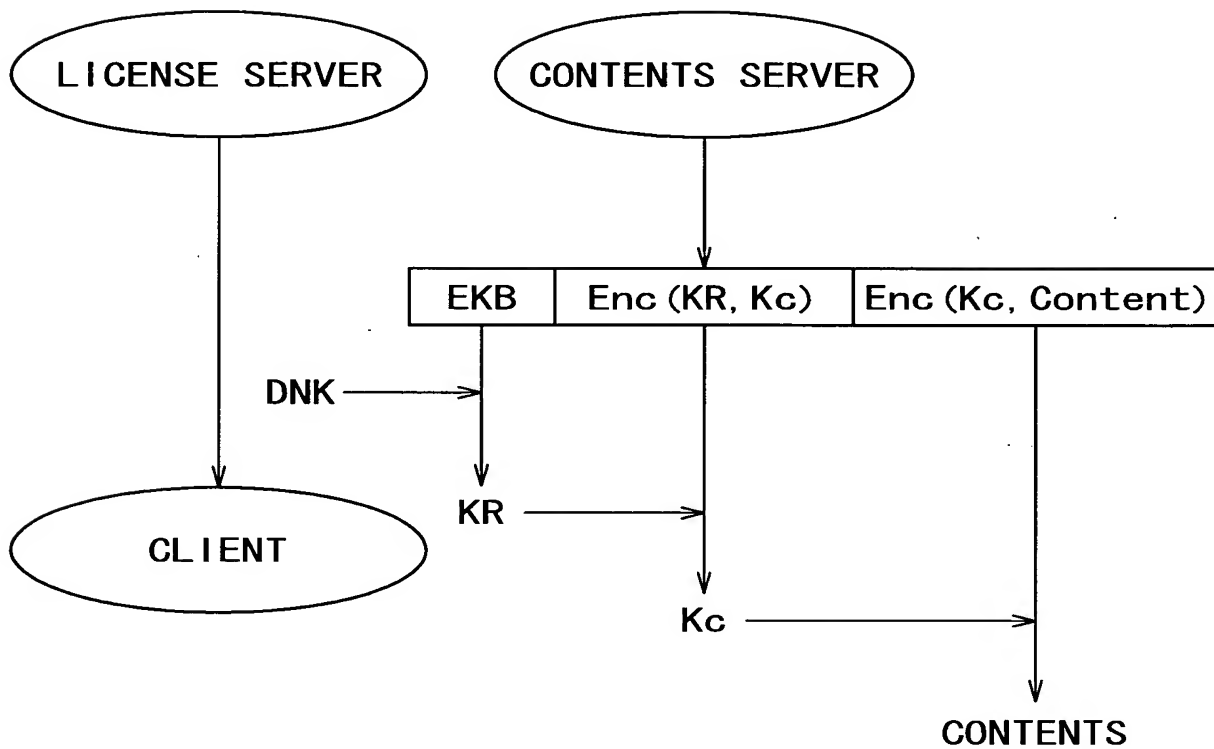 LICENSE SERVER
CONTENTS SERVER
EKB
Enc(KR, Kc)
Enc(Kc, Content)
DNK
KR
CLIENT
Kc
CONTENTS